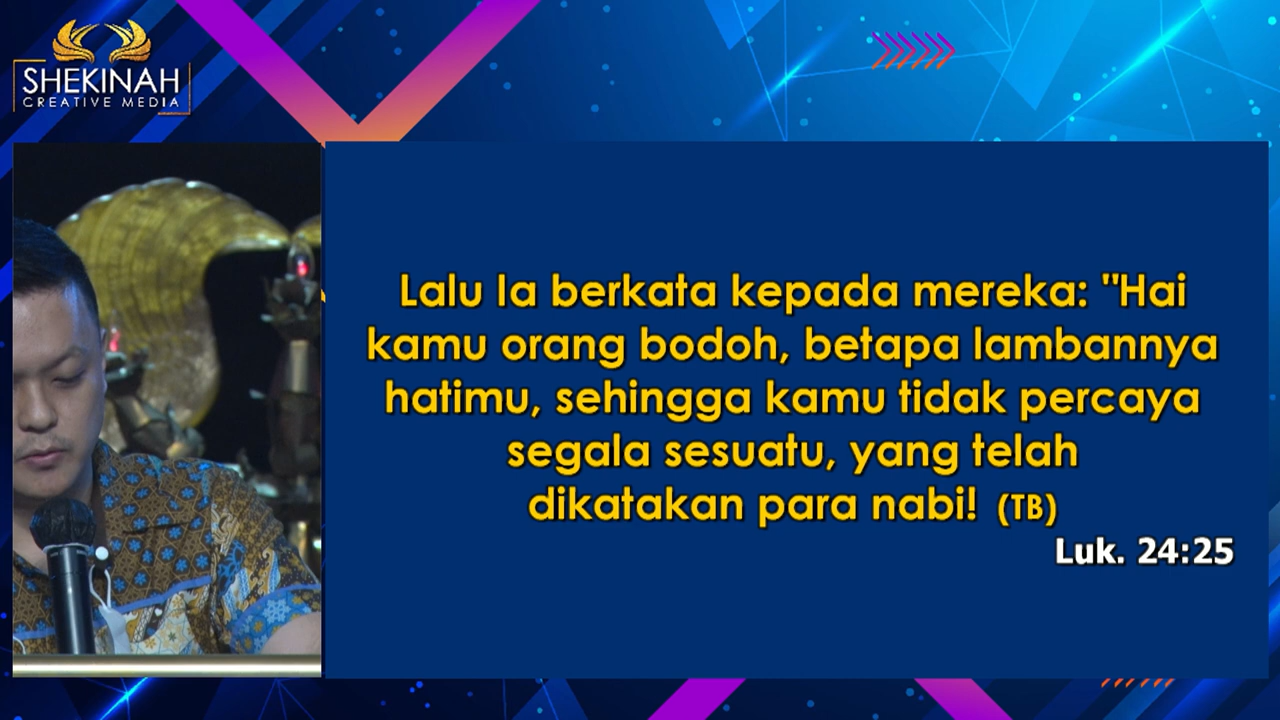 SHEKINAH
CREATIVE MEDIA
Lalu Ia berkata kepada mereka: "Hai
kamu orang bodoh, betapa lambannya
hatimu, sehingga kamu tidak percaya
segala sesuatu, yang telah
dikatakan para nabi! (TB)
Luk. 24:25